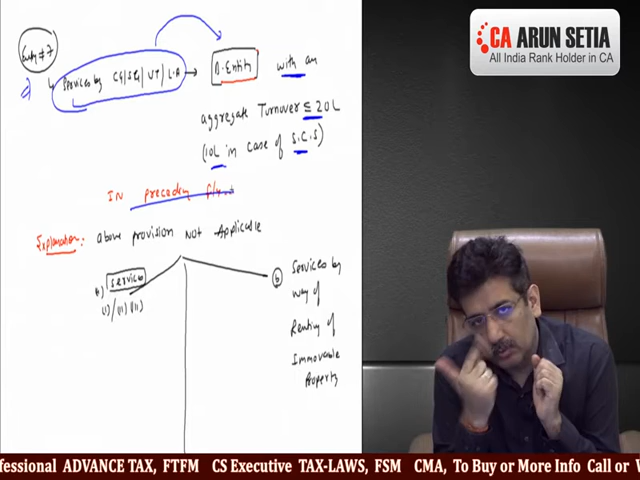 CA ARUN SETIA
All India Rank Holder in CA
Entry # 7
Services by CG/SG/ UT/ L.A → B.Entity with an
aggregate Turnover ≤ 20L
(10L in case of S.C.S)
IN preceding f/y.
Explanation: above provision Not Applicable
a) services
(i)/(ii)(iii)
b Services by
way of
Renting of
Immovable
Property
ofessional ADVANCE TAX, FTFM CS Executive TAX-LAWS, FSM CMA, To Buy or More Info Call or W